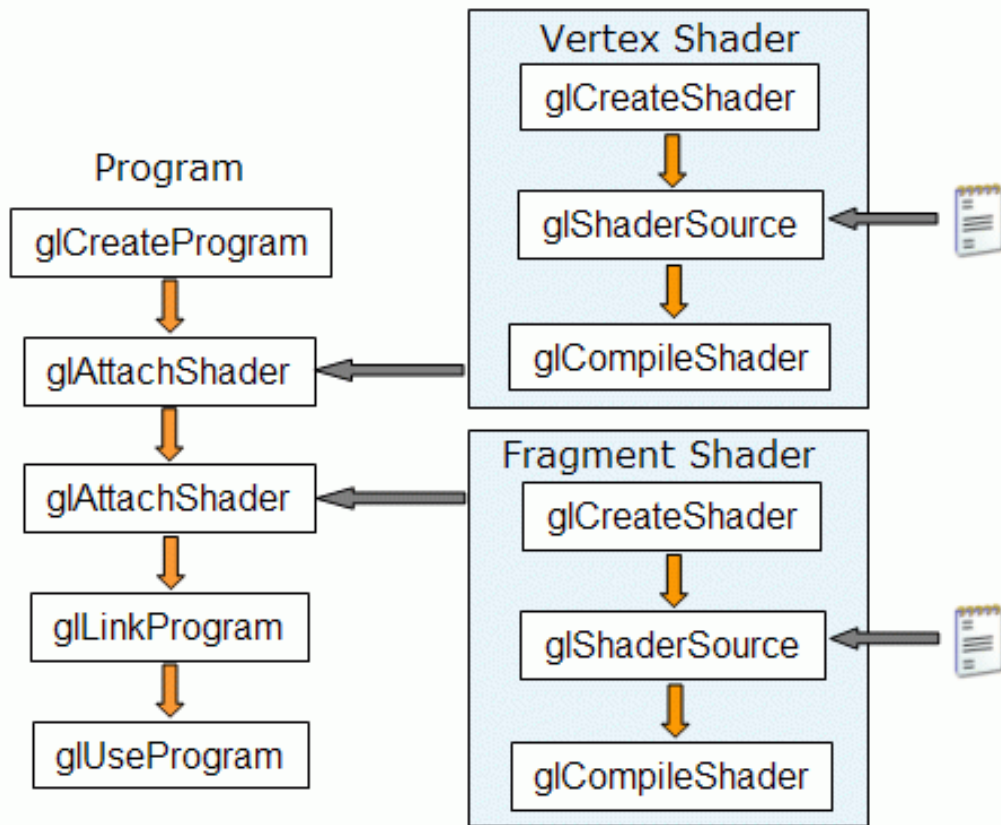 Program
glCreateProgram
glAttachShader
glAttachShader
glLinkProgram
glUseProgram
Vertex Shader
glCreateShader
glShaderSource
glCompileShader
Fragment Shader
glCreateShader
glShaderSource
glCompileShader